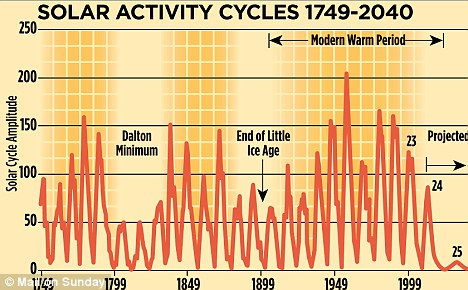 SOLAR ACTIVITY CYCLES 1749-2040
250
Modern Warm Period
200
Solar Cycle Amplitude
150
Dalton
Minimum
End of Little
Ice Age
23
Projected
100
24
50
25
0
1749 1799 1849 1899 1949 1999
© Mail on Sunday